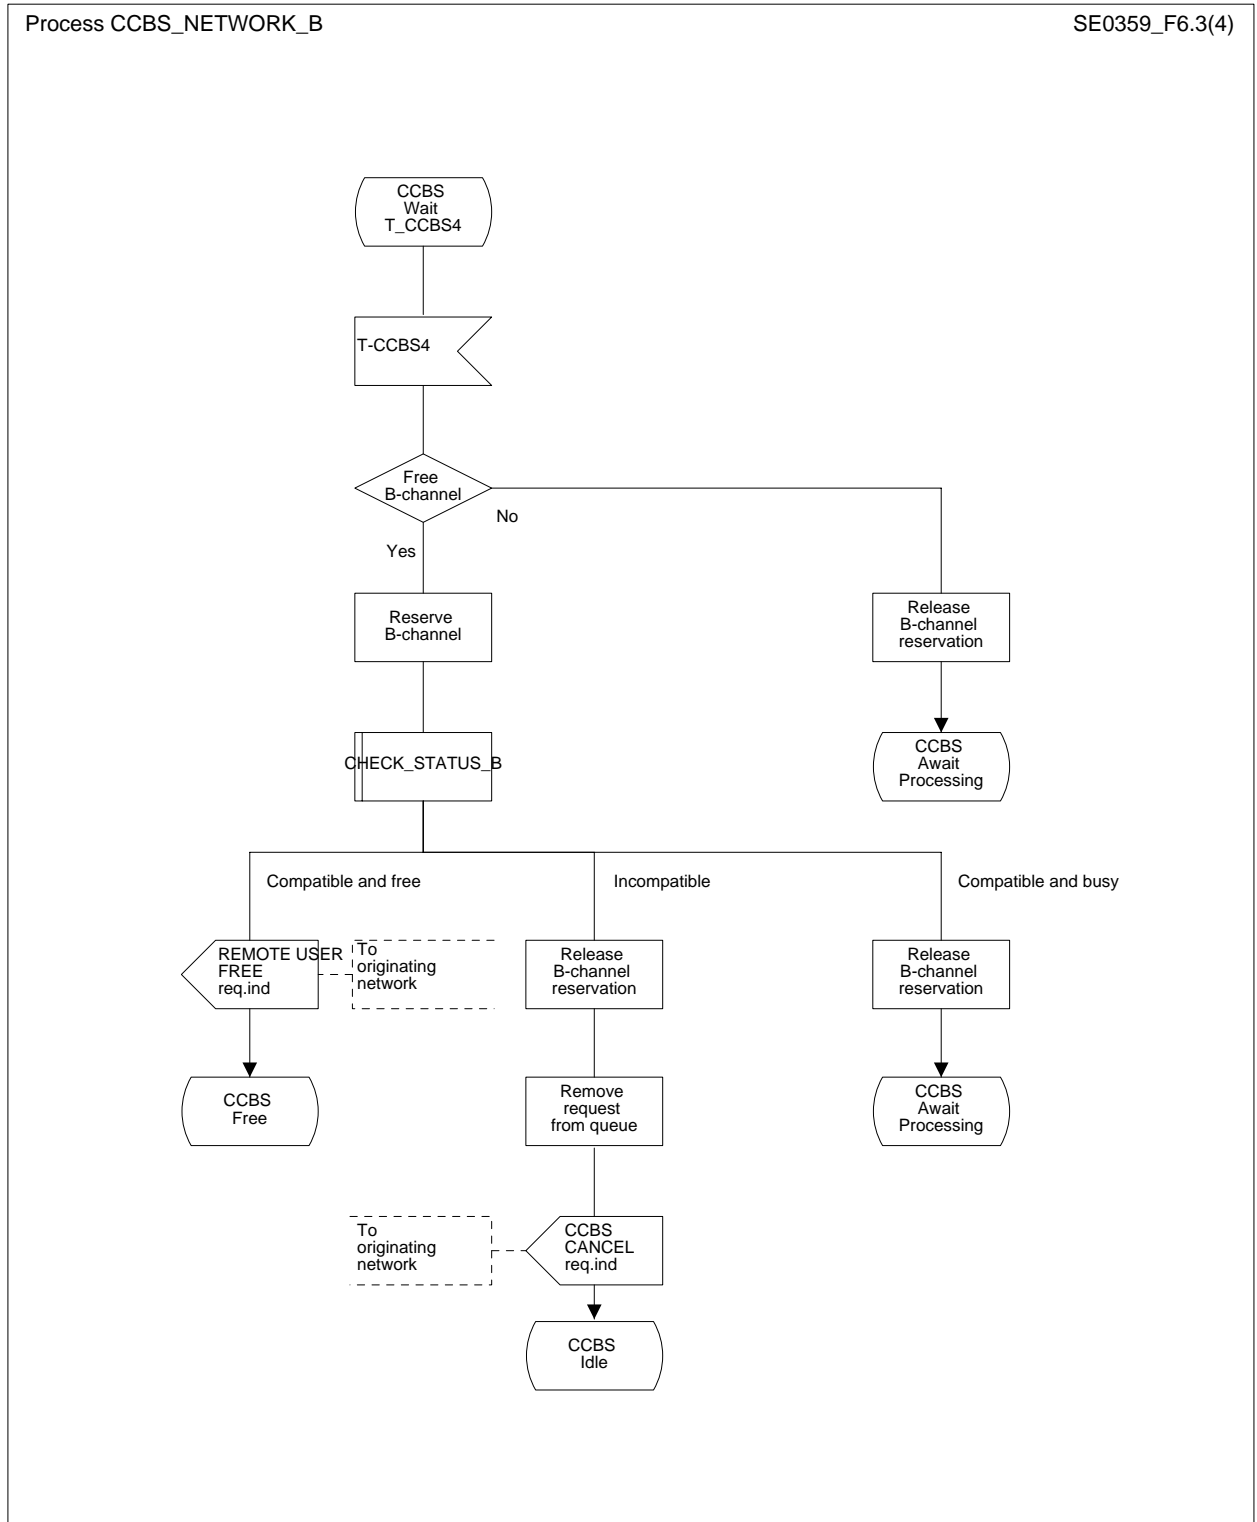 Process CCBS_NETWORK_B
SE0359_F6.3(4)
CCBS
Wait
T_CCBS4
T-CCBS4
Free
B-channel
No
Yes
Reserve
B-channel
Release
B-channel
reservation
CHECK_STATUS_B
CCBS
Await
Processing
Compatible and free
Incompatible
Compatible and busy
REMOTE USER
FREE
req.ind
To
originating
network
Release
B-channel
reservation
Release
B-channel
reservation
CCBS
Free
Remove
request
from queue
CCBS
Await
Processing
To
originating
network
CCBS
CANCEL
req.ind
CCBS
Idle